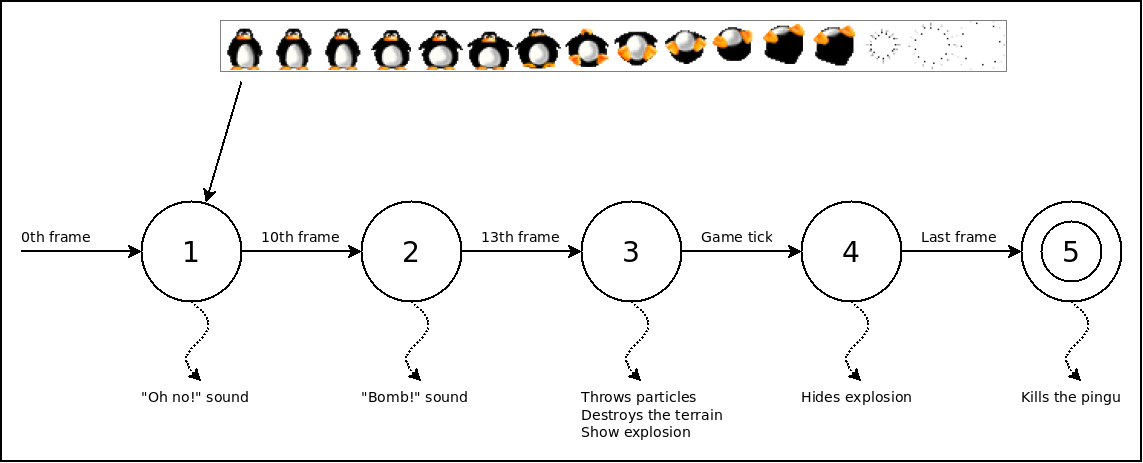 0th frame
1
10th frame
2
13th frame
3
Game tick
4
Last frame
5
"Oh no!" sound
"Bomb!" sound
Throws particles
Destroys the terrain
Show explosion
Hides explosion
Kills the pingu